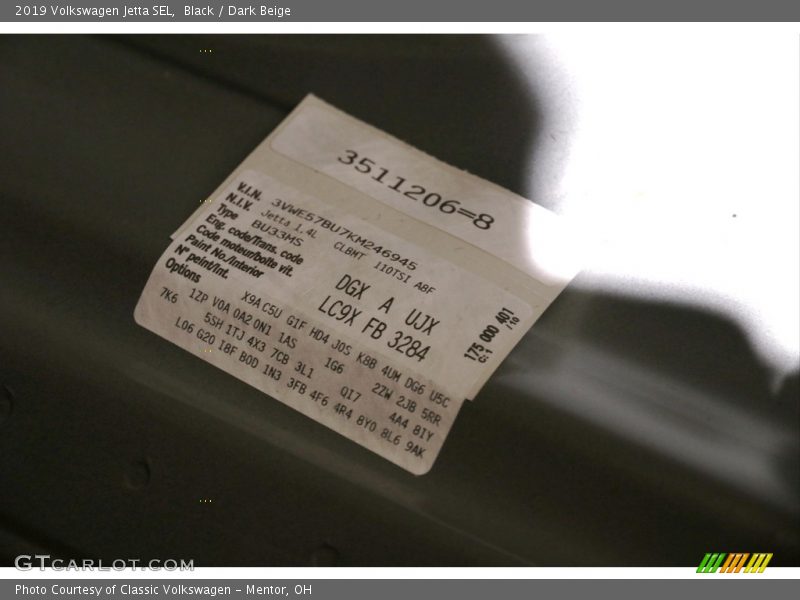 2019 Volkswagen Jetta SEL, Black / Dark Beige
3511206=8
V.I.N. 3VWE57BU7KM246945
N.I.V. Jetta 1.4L CLBMT 110TSI A8F
Type BU33MS
Eng. code/Trans. code
Code moteur/boîte vit. DGX A UJX
Paint No./Interior LC9X FB 3284
N° peint/Int.
Options
175 000 401
X9A C5U G1F HD4 J0S K8B 4UM DG6 U5C
7K6 1ZP V0A 0A2 0N1 1AS 1G6 2ZW 2JB 5RR
5SH 1TJ 4X3 7CB 3L1 QI7 4A4 8IY
L06 G20 18F B0D 1N3 3FB 4F6 4R4 8Y0 8L6 9AK
GTCARLOT.COM
Photo Courtesy of Classic Volkswagen - Mentor, OH